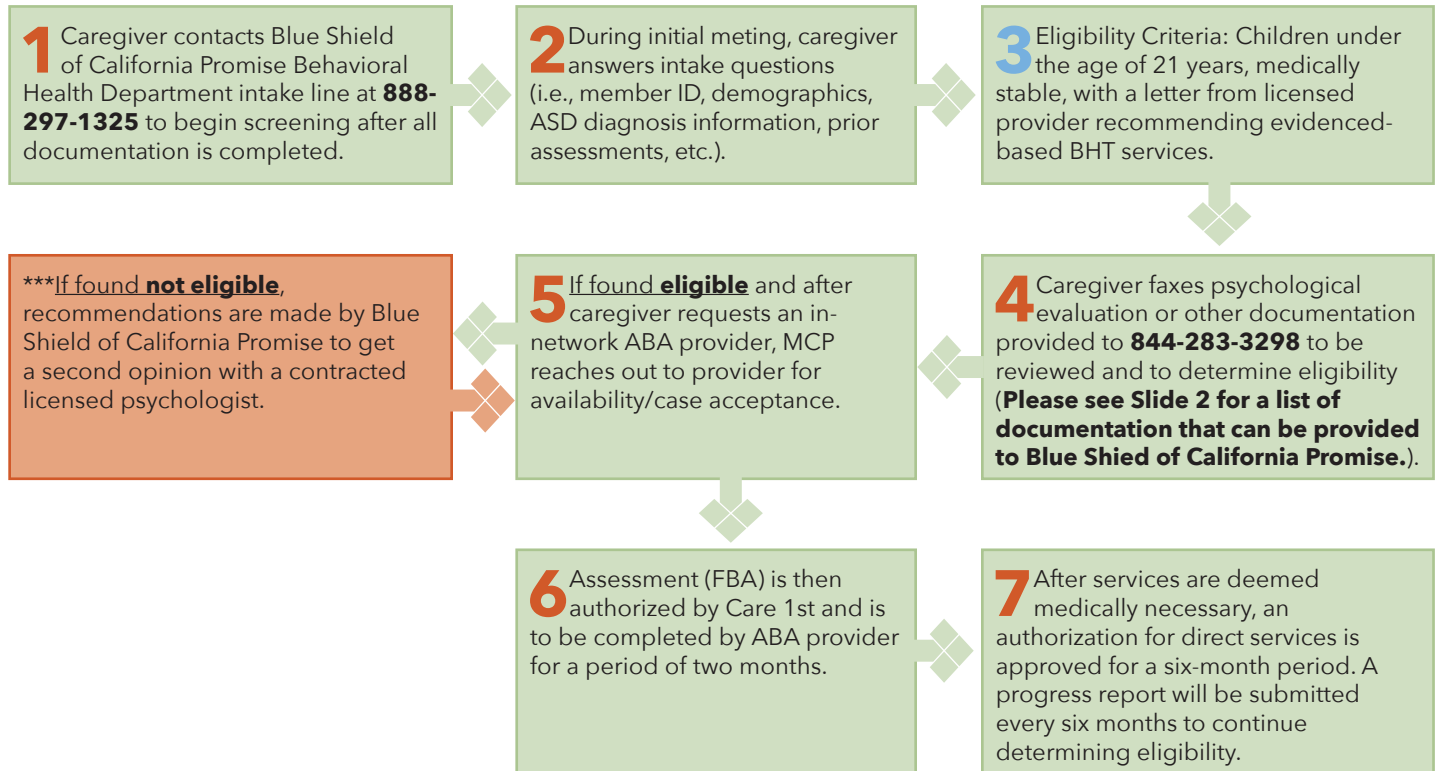 1 Caregiver contacts Blue Shield
of California Promise Behavioral
Health Department intake line at 888-
297-1325 to begin screening after all
documentation is completed.
2 During initial meting, caregiver
answers intake questions
(i.e., member ID, demographics,
ASD diagnosis information, prior
assessments, etc.).
3 Eligibility Criteria: Children under
the age of 21 years, medically
stable, with a letter from licensed
provider recommending evidenced-
based BHT services.
4 Caregiver faxes psychological
evaluation or other documentation
provided to 844-283-3298 to be
reviewed and to determine eligibility
(Please see Slide 2 for a list of
documentation that can be provided
to Blue Shied of California Promise.).
5 If found eligible and after
caregiver requests an in-
network ABA provider, MCP
reaches out to provider for
availability/case acceptance.
***If found not eligible,
recommendations are made by Blue
Shield of California Promise to get
a second opinion with a contracted
licensed psychologist.
6 Assessment (FBA) is then
authorized by Care 1st and is
to be completed by ABA provider
for a period of two months.
7 After services are deemed
medically necessary, an
authorization for direct services is
approved for a six-month period. A
progress report will be submitted
every six months to continue
determining eligibility.